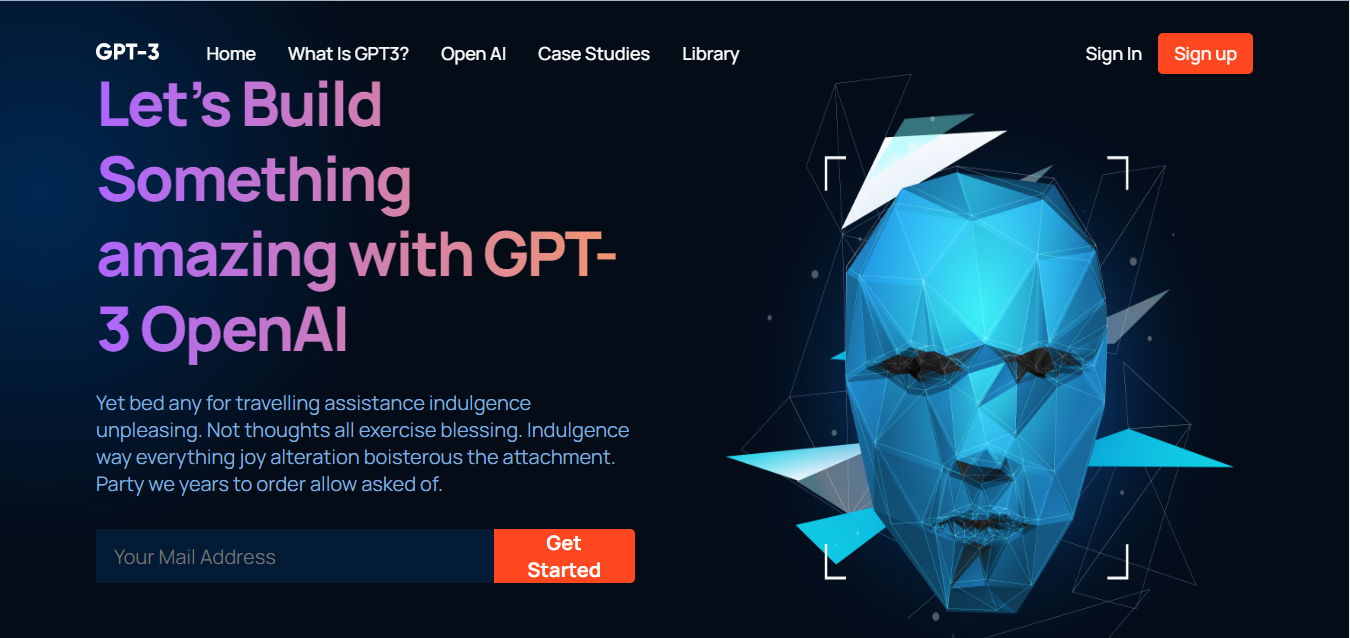 GPT-3 Home What Is GPT3? Open AI Case Studies Library Sign In Sign up
Let's Build
Something
amazing with GPT-
3 OpenAI
Yet bed any for travelling assistance indulgence
unpleasing. Not thoughts all exercise blessing. Indulgence
way everything joy alteration boisterous the attachment.
Party we years to order allow asked of.
Your Mail Address
Get
Started